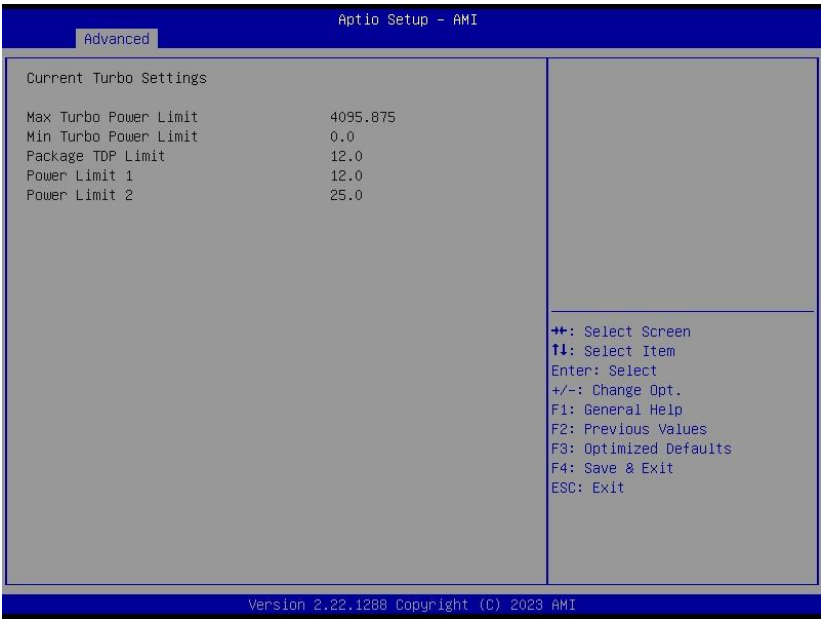 Aptio Setup – AMI
Advanced
Current Turbo Settings
Max Turbo Power Limit 4095.875
Min Turbo Power Limit 0.0
Package TDP Limit 12.0
Power Limit 1 12.0
Power Limit 2 25.0
→←: Select Screen
↑↓: Select Item
Enter: Select
+/-: Change Opt.
F1: General Help
F2: Previous Values
F3: Optimized Defaults
F4: Save & Exit
ESC: Exit
Version 2.22.1288 Copyright (C) 2023 AMI